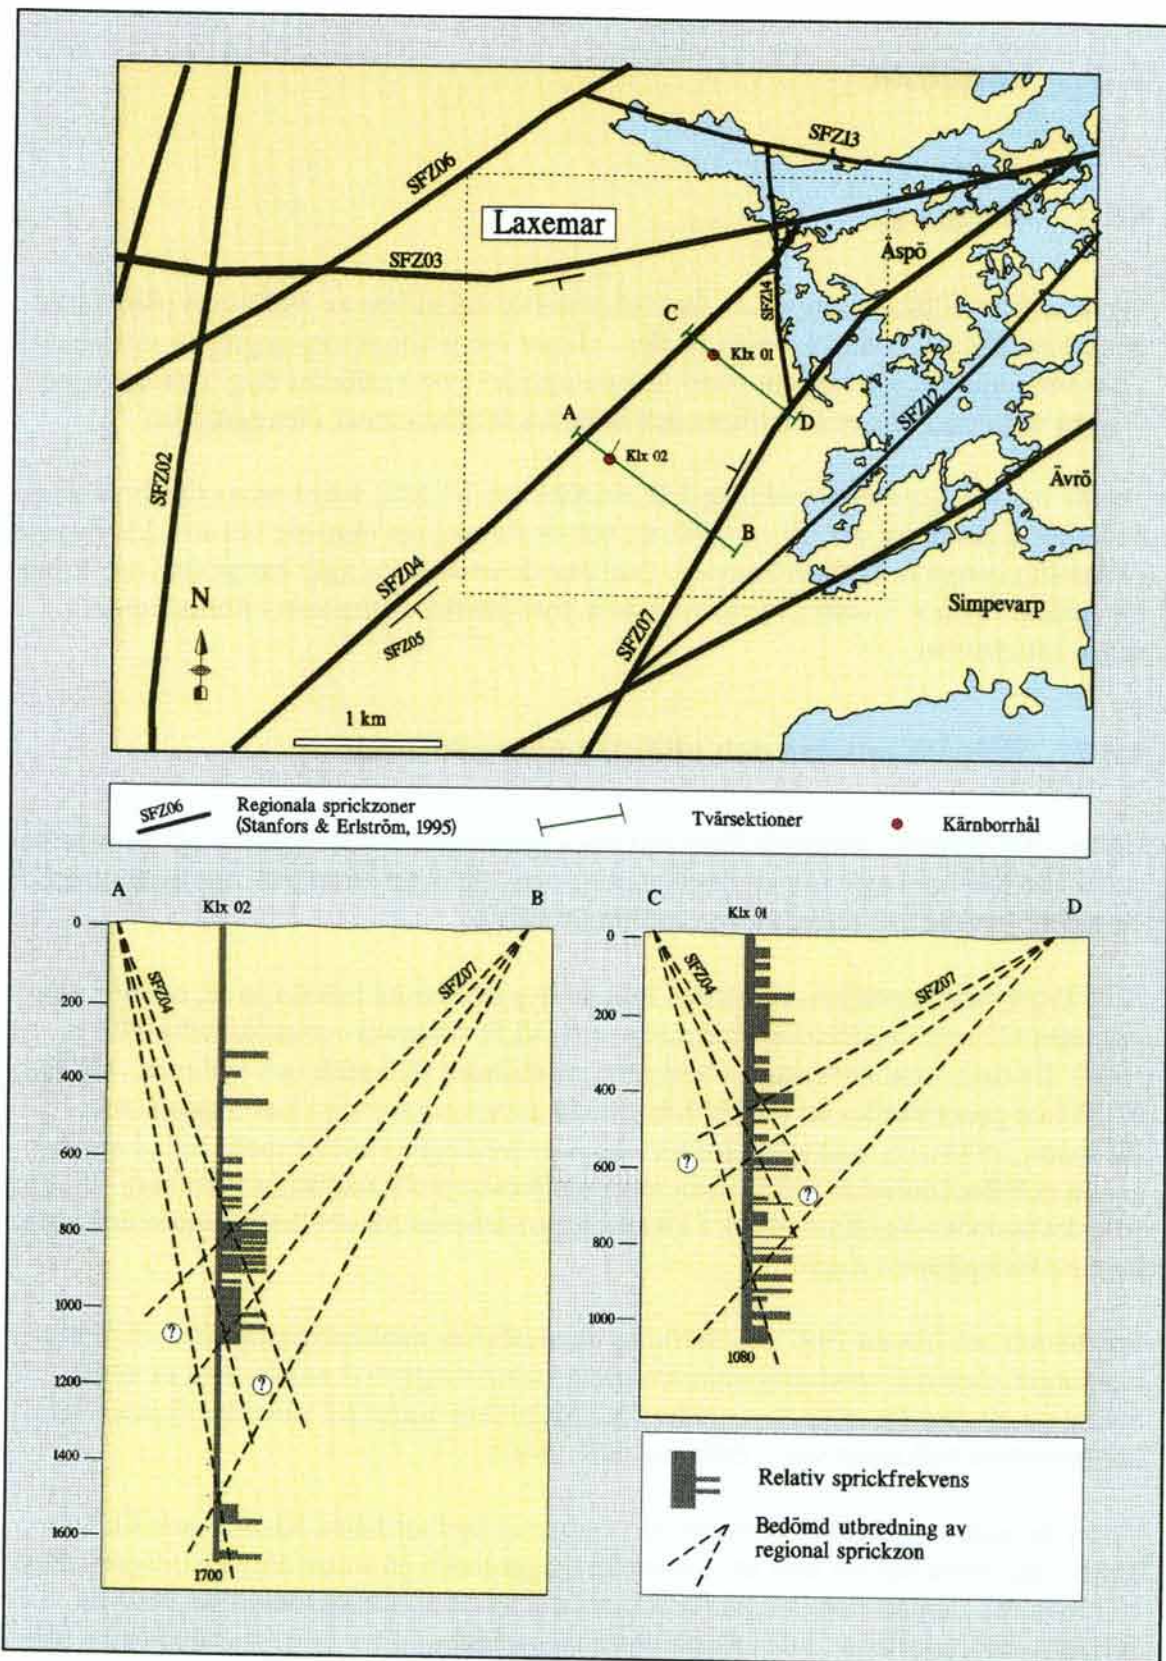 SFZ13
SFZ06
Laxemar
SFZ03
Äspö
SFZ14
C
Klx 01
SFZ12
A
D
Klx 02
SFZ02
Ävrö
B
SFZ04
N
SFZ07
Simpevarp
SFZ05
1 km
SFZ06
Regionala sprickzoner
(Stanfors & Erlström, 1995)
Tvärsektioner
Kärnborrhål
A
Klx 02
B
0
SFZ04
SFZ07
200
400
600
800
1000
?
1200
?
1400
1600
1700
C
Klx 01
D
0
SFZ04
SFZ07
200
400
600
?
?
800
1000
1080
Relativ sprickfrekvens
Bedömd utbredning av
regional sprickzon